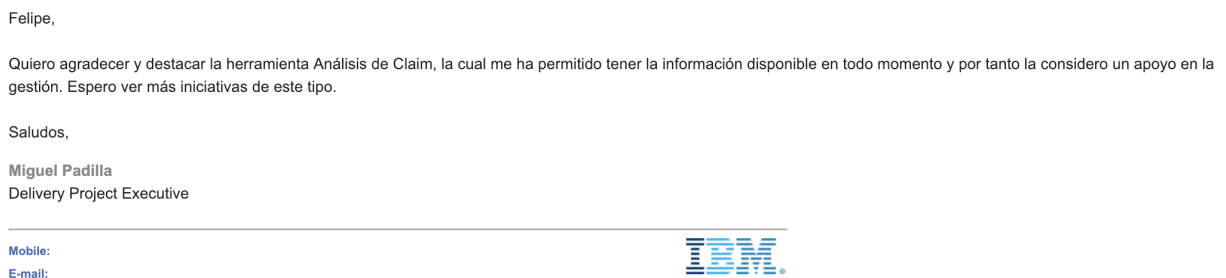 Felipe,
Quiero agradecer y destacar la herramienta Análisis de Claim, la cual me ha permitido tener la información disponible en todo momento y por tanto la considero un apoyo en la
gestión. Espero ver más iniciativas de este tipo.
Saludos,
Miguel Padilla
Delivery Project Executive
Mobile:
E-mail:
IBM.